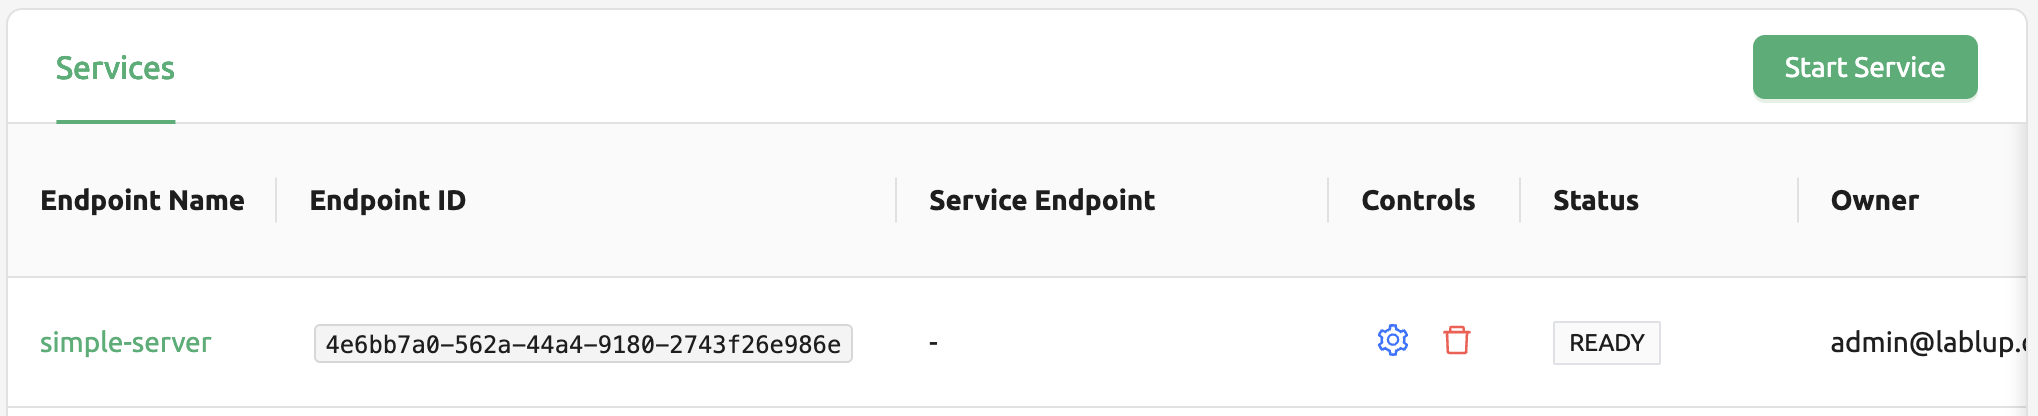 Services
Start Service
Endpoint Name Endpoint ID Service Endpoint Controls Status Owner
simple-server 4e6bb7a0-562a-44a4-9180-2743f26e986e - READY admin@lablup.